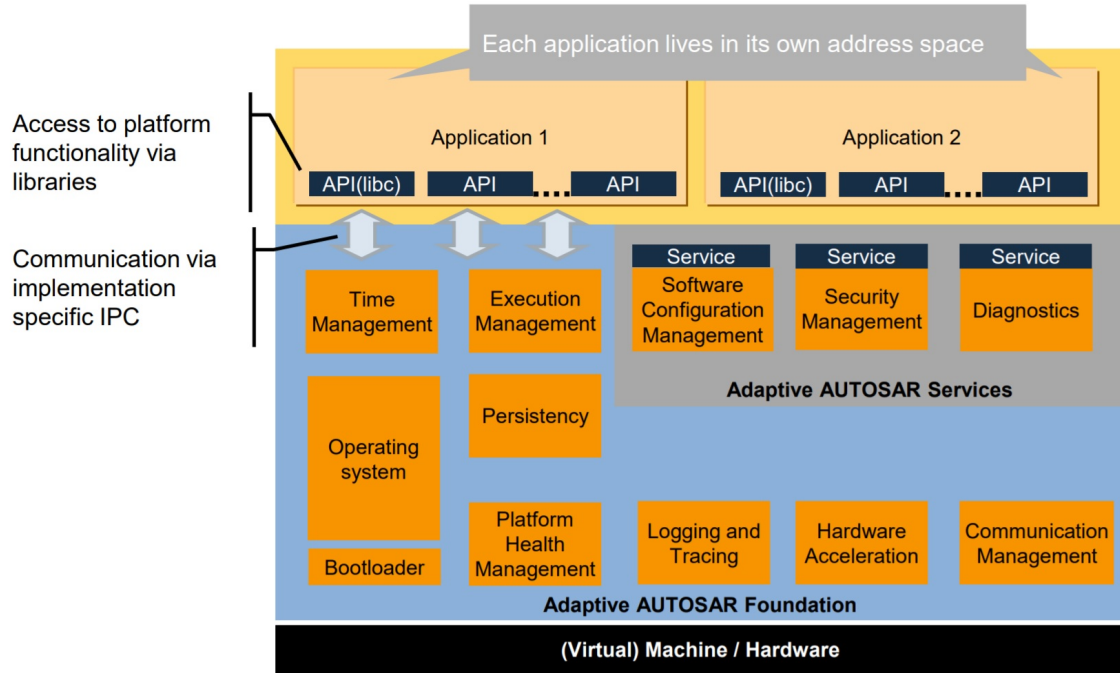 Each application lives in its own address space
Access to platform
functionality via
libraries
Application 1
Application 2
API(libc)
API
....
API
API(libc)
API
....
API
Communication via
implementation
specific IPC
Time
Management
Execution
Management
Service
Software
Configuration
Management
Service
Security
Management
Service
Diagnostics
Adaptive AUTOSAR Services
Operating
system
Persistency
Bootloader
Platform
Health
Management
Logging and
Tracing
Hardware
Acceleration
Communication
Management
Adaptive AUTOSAR Foundation
(Virtual) Machine / Hardware